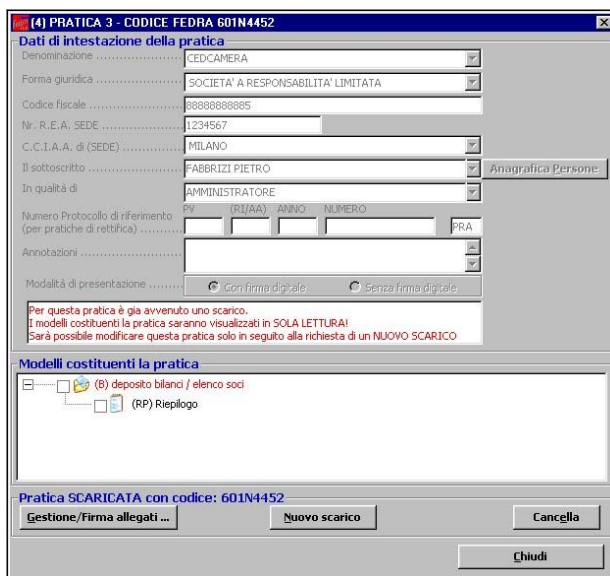 (4) PRATICA 3 - CODICE FEDRA 601N4452
Dati di intestazione della pratica
Denominazione ...................... CEDCAMERA
Forma giuridica ...................... SOCIETA' A RESPONSABILITA' LIMITATA
Codice fiscale ...................... 88888888885
Nr. R.E.A. SEDE ...................... 1234567
C.C.I.A.A. di (SEDE) ................ MILANO
Il sottoscritto ...................... FABBRIZI PIETRO Anagrafica Persone
In qualità di AMMINISTRATORE
PV (RI/AA) ANNO NUMERO
Numero Protocollo di riferimento
(per pratiche di rettifica) .......... PRA
Annotazioni ......................
Modalità di presentazione ........ Con firma digitale Senza firma digitale
Per questa pratica è gia avvenuto uno scarico.
I modelli costituenti la pratica saranno visualizzati in SOLA LETTURA!
Sarà possibile modificare questa pratica solo in seguito alla richiesta di un NUOVO SCARICO
Modelli costituenti la pratica
(B) deposito bilanci / elenco soci
(RP) Riepilogo
Pratica SCARICATA con codice: 601N4452
Gestione/Firma allegati ... Nuovo scarico Cancella
Chiudi